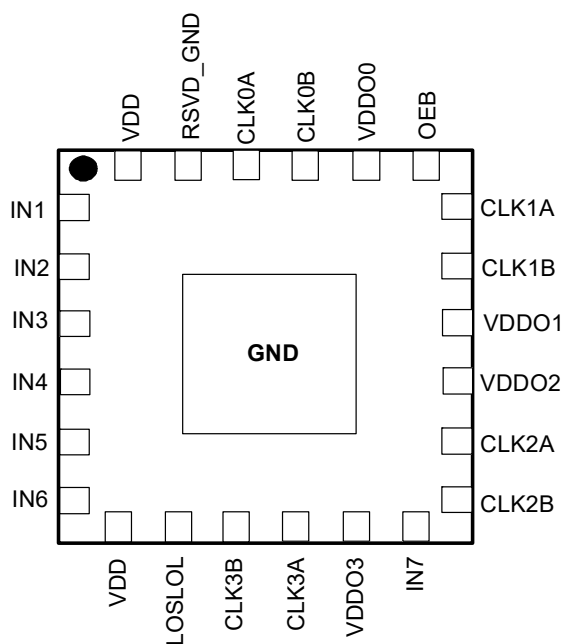 VDD
RSVD_GND
CLK0A
CLK0B
VDDO0
OEB
IN1
IN2
IN3
IN4
IN5
IN6
GND
CLK1A
CLK1B
VDDO1
VDDO2
CLK2A
CLK2B
VDD
LOSLOL
CLK3B
CLK3A
VDDO3
IN7